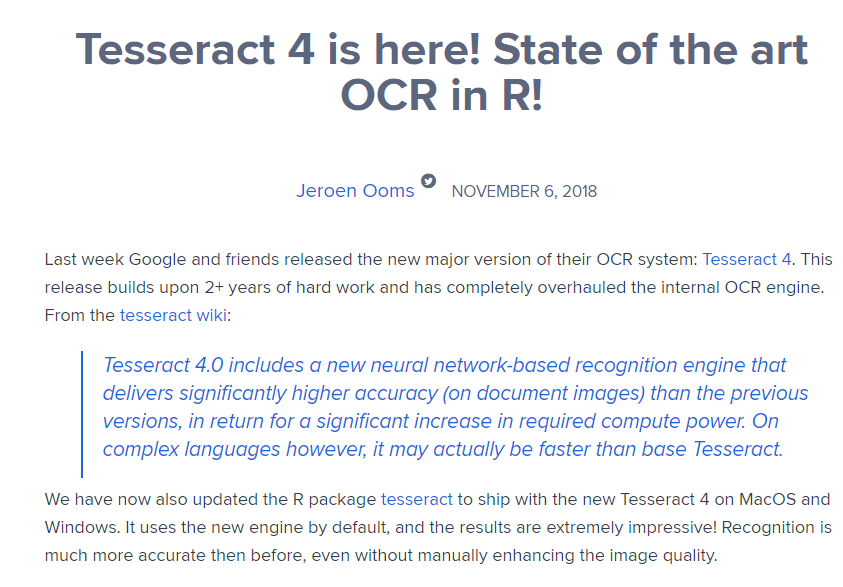 Tesseract 4 is here! State of the art
OCR in R!
Jeroen Ooms NOVEMBER 6, 2018
Last week Google and friends released the new major version of their OCR system: Tesseract 4. This
release builds upon 2+ years of hard work and has completely overhauled the internal OCR engine.
From the tesseract wiki:
Tesseract 4.0 includes a new neural network-based recognition engine that
delivers significantly higher accuracy (on document images) than the previous
versions, in return for a significant increase in required compute power. On
complex languages however, it may actually be faster than base Tesseract.
We have now also updated the R package tesseract to ship with the new Tesseract 4 on MacOS and
Windows. It uses the new engine by default, and the results are extremely impressive! Recognition is
much more accurate then before, even without manually enhancing the image quality.